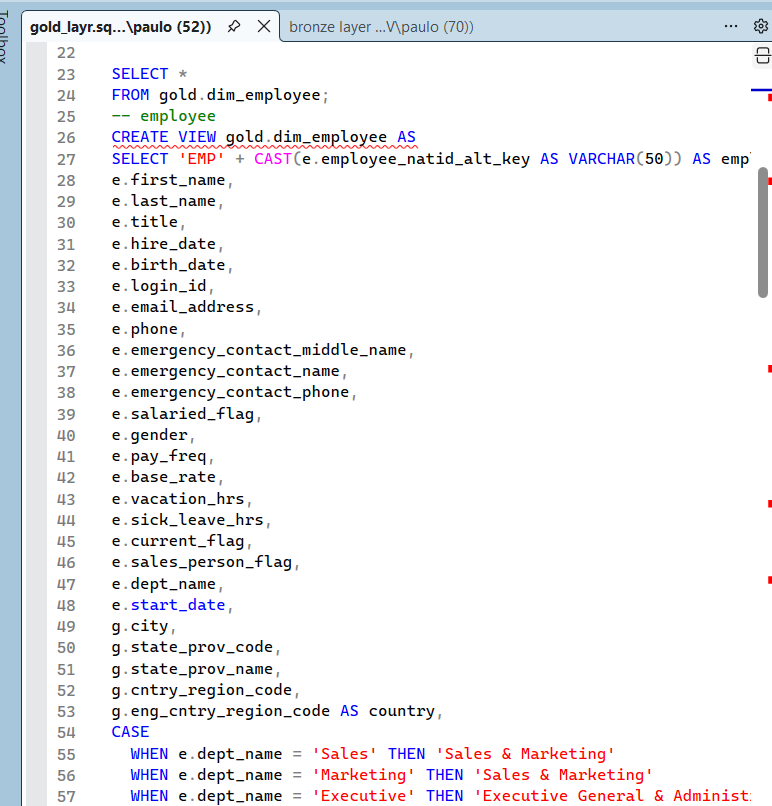 Toolbox
gold_layr.sq...\paulo (52))
bronze layer ...V\paulo (70))
22
23 SELECT *
24 FROM gold.dim_employee;
25 -- employee
26 CREATE VIEW gold.dim_employee AS
27 SELECT 'EMP' + CAST(e.employee_natid_alt_key AS VARCHAR(50)) AS empl
28 e.first_name,
29 e.last_name,
30 e.title,
31 e.hire_date,
32 e.birth_date,
33 e.login_id,
34 e.email_address,
35 e.phone,
36 e.emergency_contact_middle_name,
37 e.emergency_contact_name,
38 e.emergency_contact_phone,
39 e.salaried_flag,
40 e.gender,
41 e.pay_freq,
42 e.base_rate,
43 e.vacation_hrs,
44 e.sick_leave_hrs,
45 e.current_flag,
46 e.sales_person_flag,
47 e.dept_name,
48 e.start_date,
49 g.city,
50 g.state_prov_code,
51 g.state_prov_name,
52 g.cntry_region_code,
53 g.eng_cntry_region_code AS country,
54 CASE
55 WHEN e.dept_name = 'Sales' THEN 'Sales & Marketing'
56 WHEN e.dept_name = 'Marketing' THEN 'Sales & Marketing'
57 WHEN e.dept_name = 'Executive' THEN 'Executive General & Administ